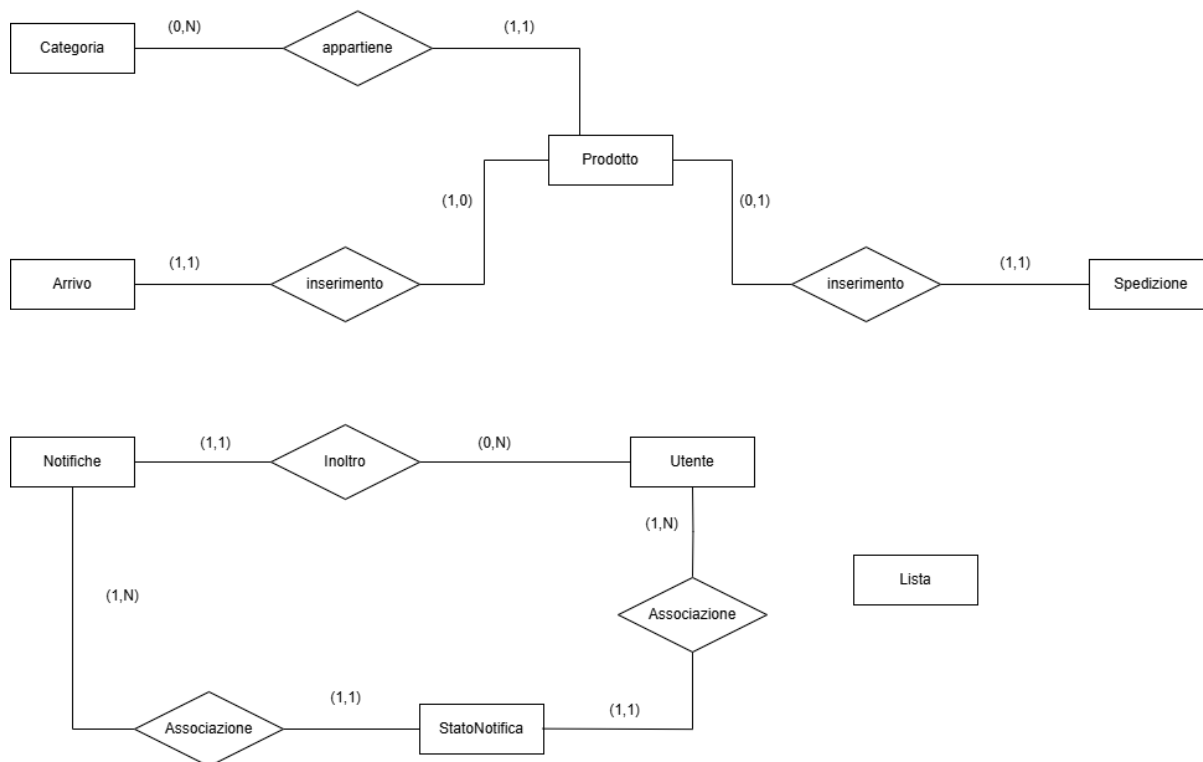 Categoria
(0,N)
appartiene
(1,1)
Prodotto
(1,0)
(0,1)
Arrivo
(1,1)
inserimento
inserimento
(1,1)
Spedizione
Notifiche
(1,1)
Inoltro
(0,N)
Utente
(1,N)
Lista
(1,N)
Associazione
Associazione
(1,1)
StatoNotifica
(1,1)